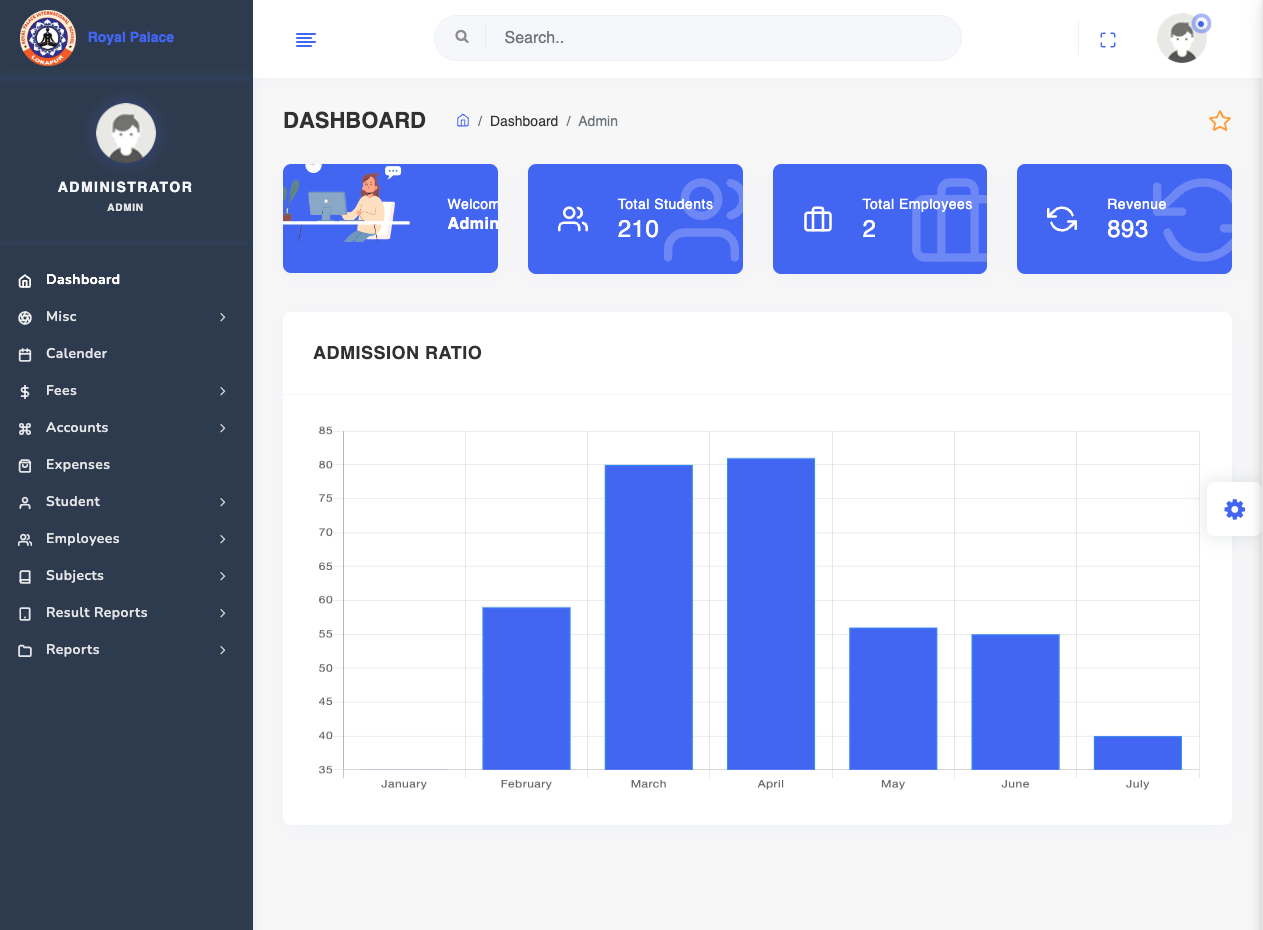 Royal Palace
Search..
ADMINISTRATOR
ADMIN
Dashboard
Misc
Calender
Fees
Accounts
Expenses
Student
Employees
Subjects
Result Reports
Reports
DASHBOARD
/ Dashboard / Admin
Welcom
Admin
Total Students
210
Total Employees
2
Revenue
893
ADMISSION RATIO
85
80
75
70
65
60
55
50
45
40
35
January February March April May June July